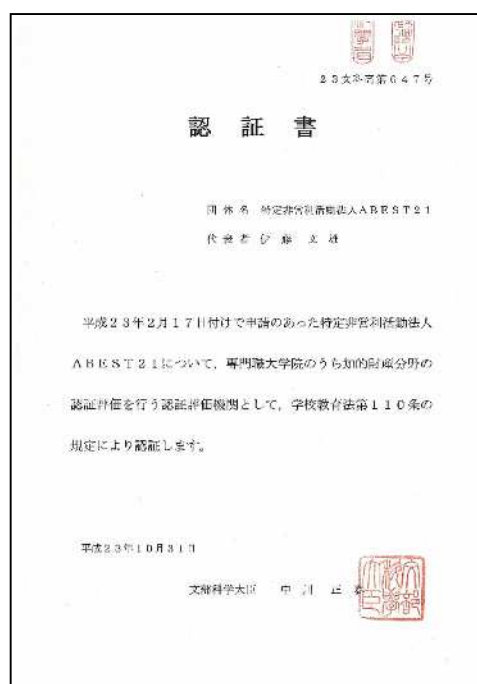 23文科高第647号
認証書
団体名 特定非営利活動法人ABEST21
代表者 伊藤文雄
平成23年2月17日付けで申請のあった特定非営利活動法人
ABEST21について，専門職大学院のうち知的財産分野の
認証評価を行う認証評価機関として，学校教育法第110条の
規定により認証します。
平成23年10月31日
文部科学大臣 中川正春